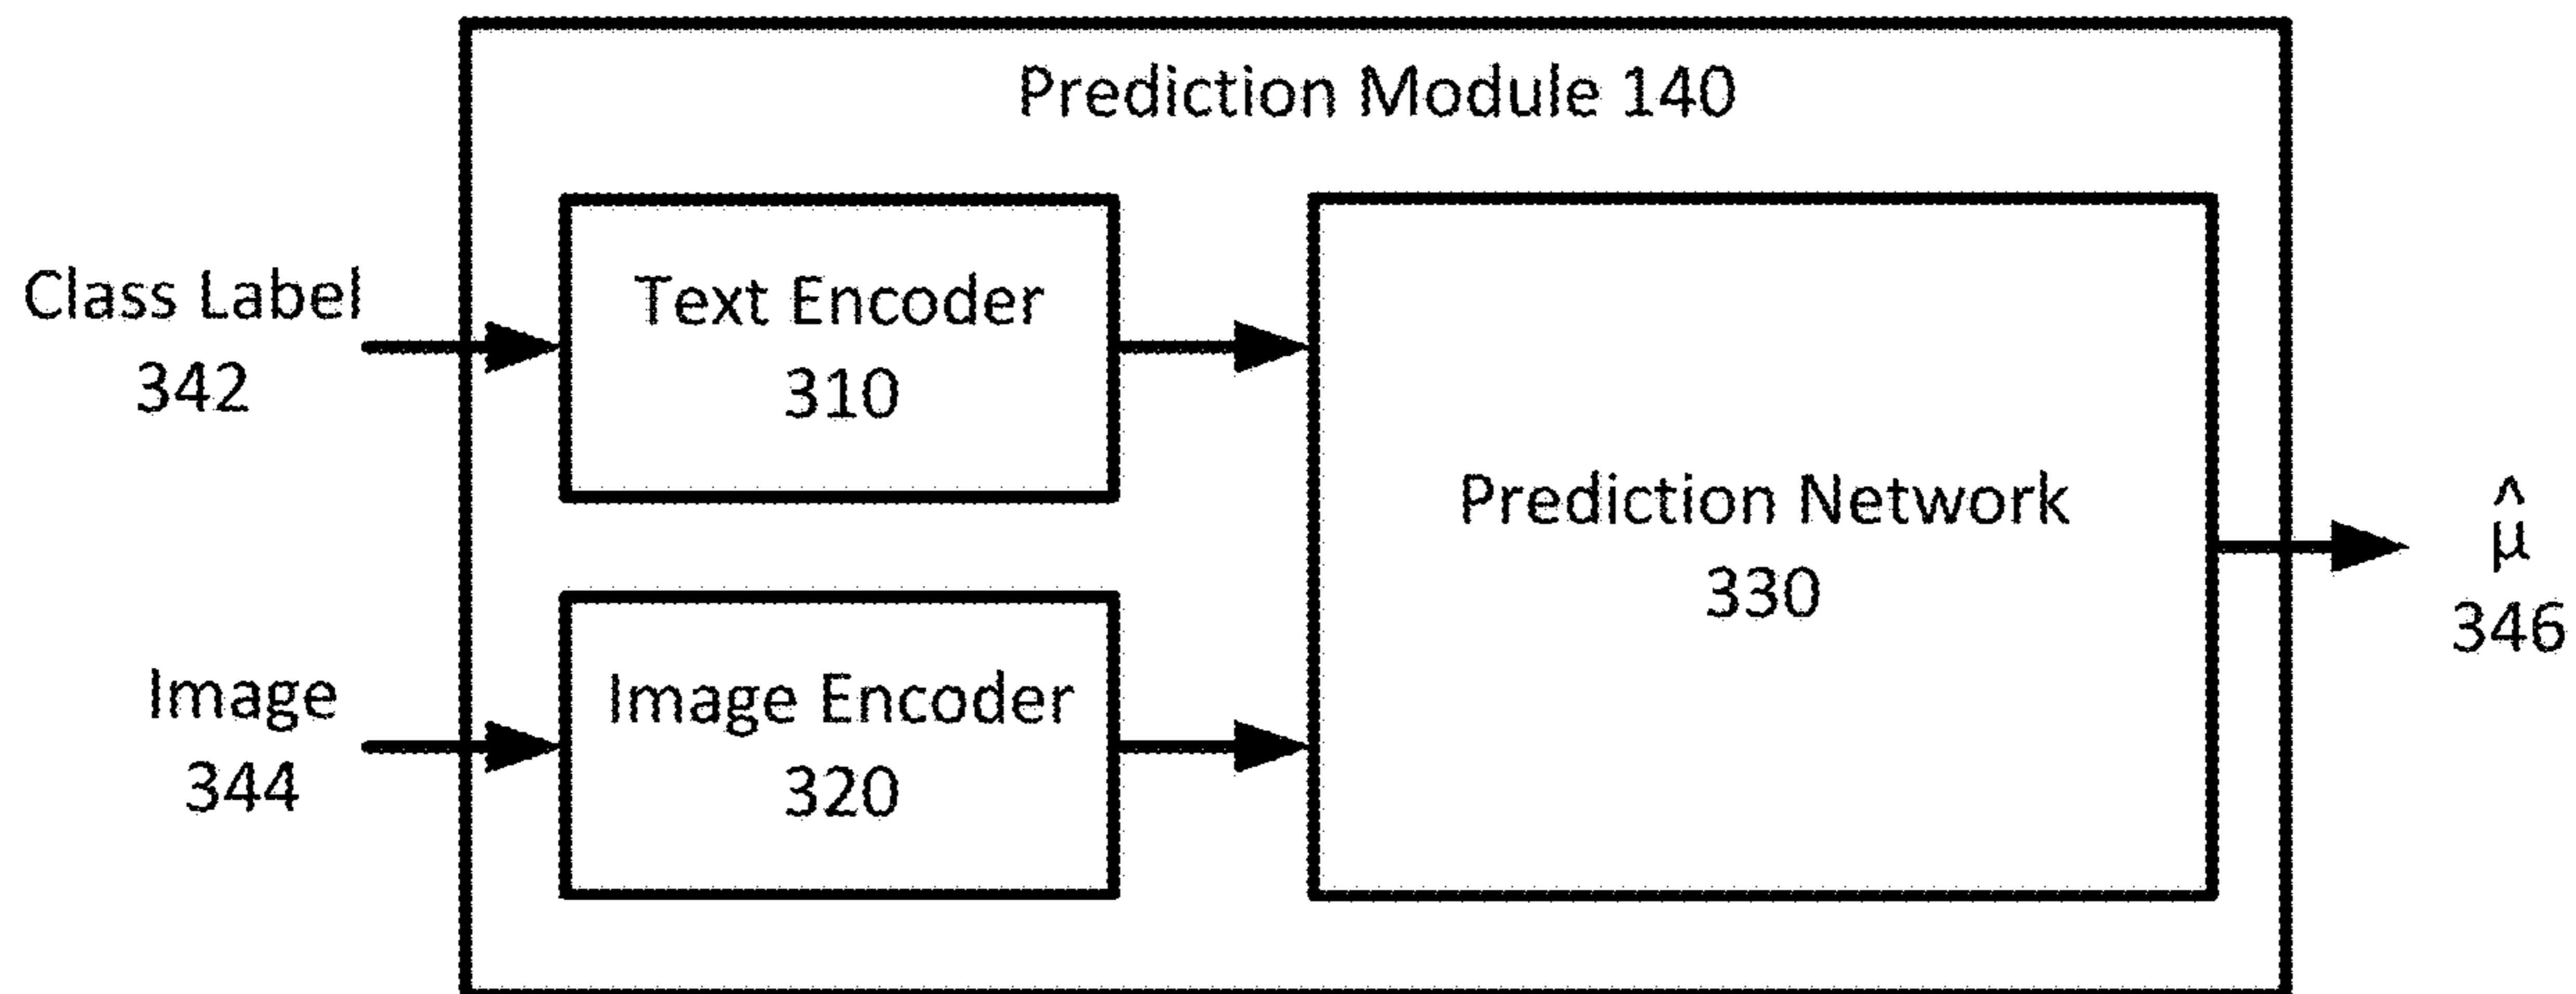 Prediction Module 140
Class Label
342
Text Encoder
310
Image
344
Image Encoder
320
Prediction Network
330
μ̂
346